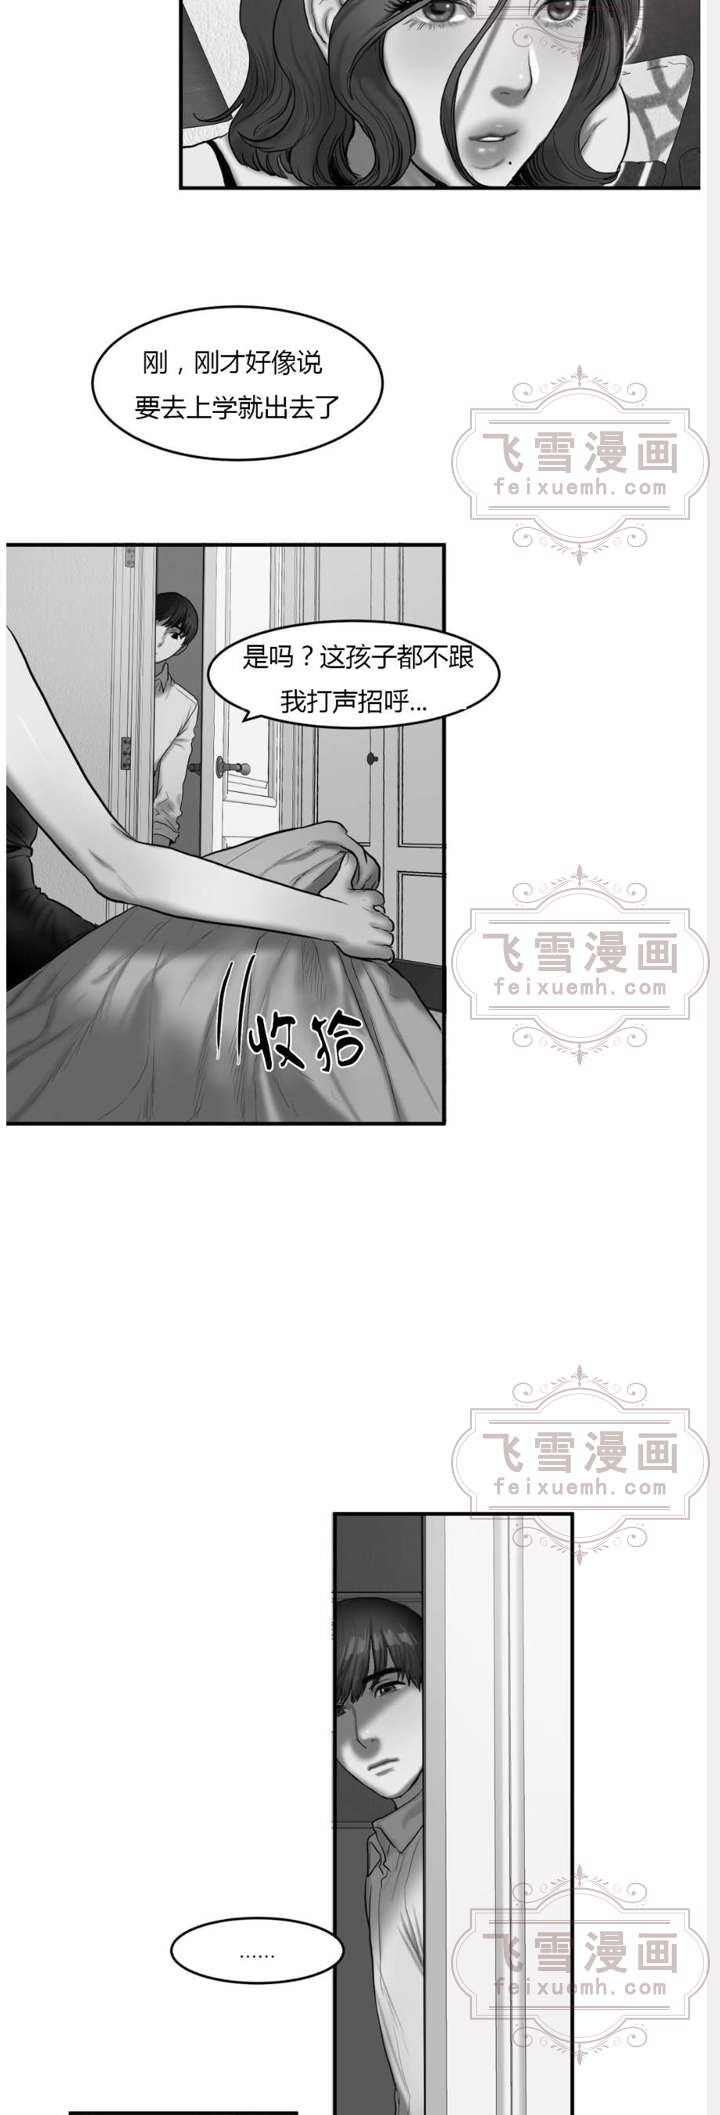 刚，刚才好像说
要去上学就出去了
飞雪漫画
feixuemh.com
是吗？这孩子都不跟
我打声招呼...
飞雪漫画
feixuemh.com
收拾
飞雪漫画
feixuemh.com
飞雪漫画
feixuemh.com
......